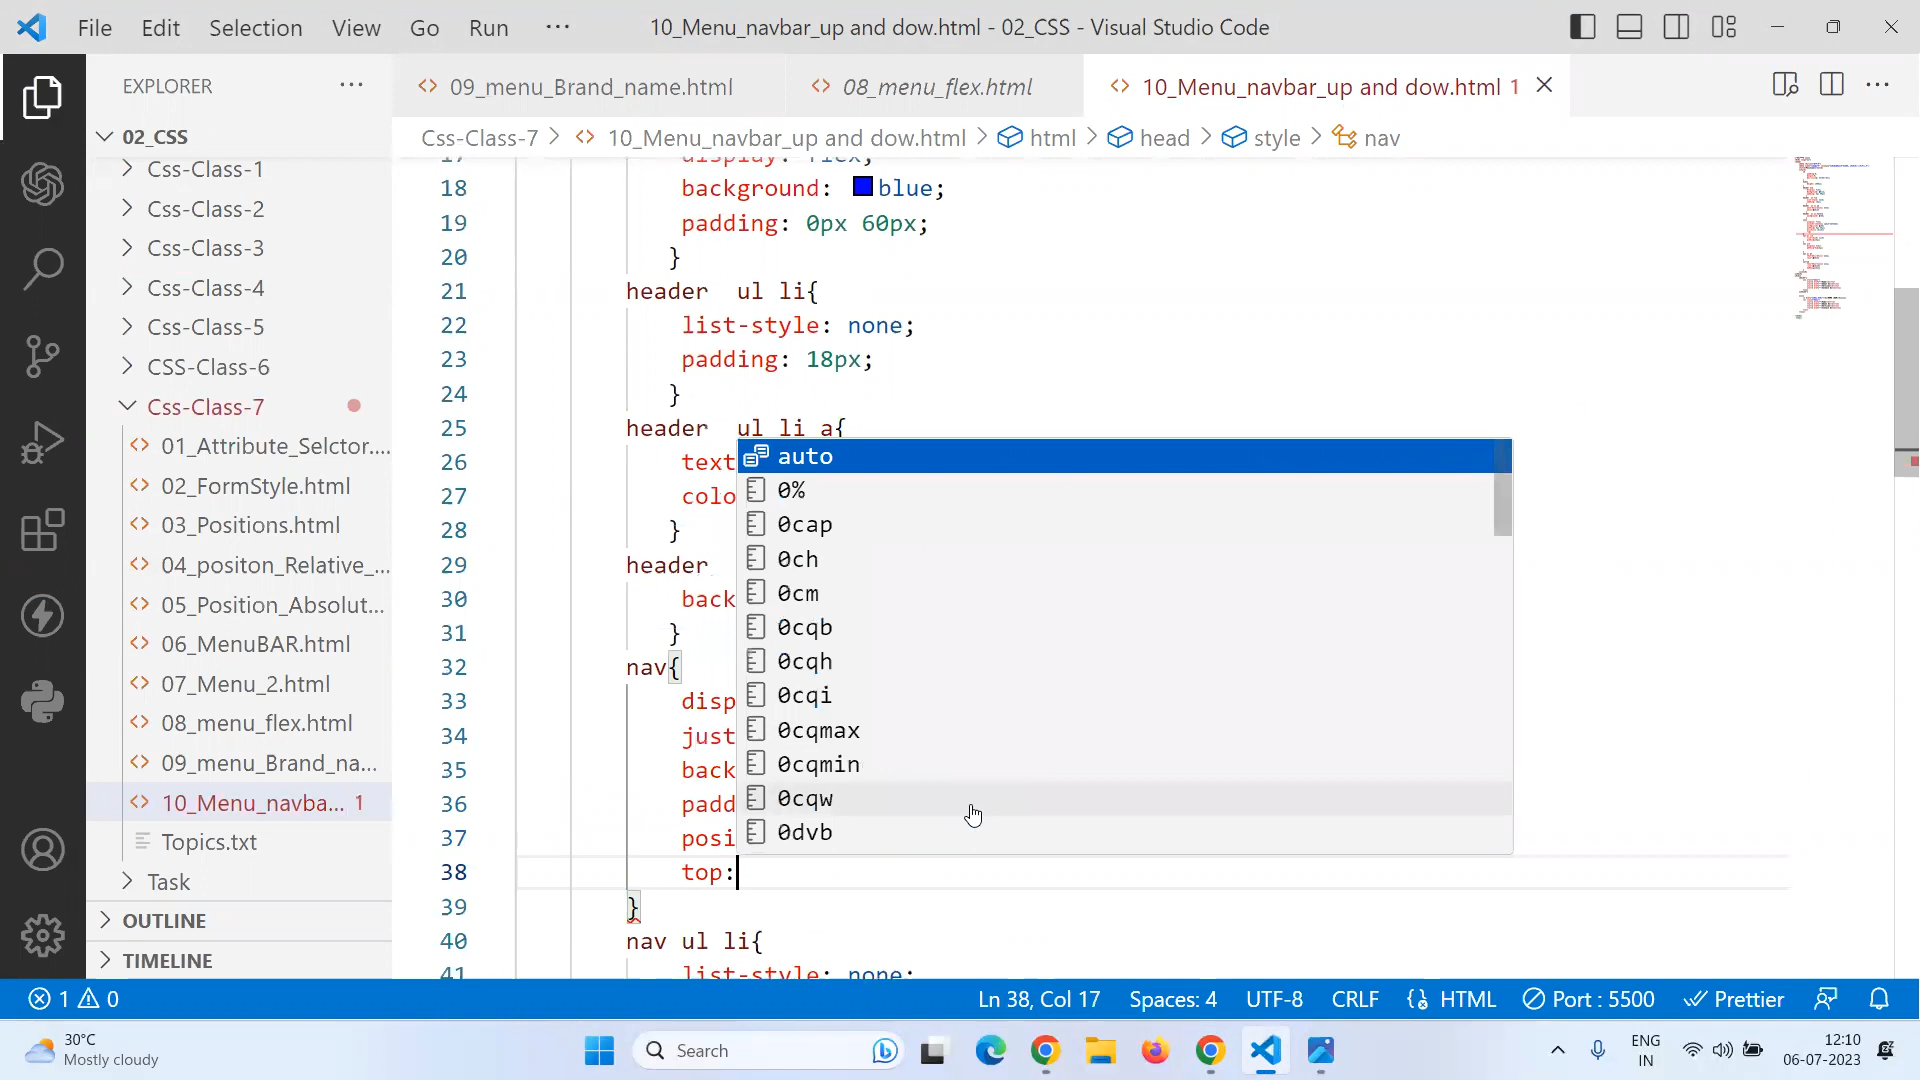 File Edit Selection View Go Run ··· 10_Menu_navbar_up and dow.html - 02_CSS - Visual Studio Code
EXPLORER ···
09_menu_Brand_name.html 08_menu_flex.html 10_Menu_navbar_up and dow.html 1
Css-Class-7 > 10_Menu_navbar_up and dow.html > html > head > style > nav
02_CSS
Css-Class-1
Css-Class-2
Css-Class-3
Css-Class-4
Css-Class-5
CSS-Class-6
Css-Class-7
01_Attribute_Selctor....
02_FormStyle.html
03_Positions.html
04_positon_Relative_...
05_Position_Absolut...
06_MenuBAR.html
07_Menu_2.html
08_menu_flex.html
09_menu_Brand_na...
10_Menu_navba... 1
Topics.txt
Task
OUTLINE
TIMELINE
17 display: flex;
18 background: blue;
19 padding: 0px 60px;
20 }
21 header ul li{
22 list-style: none;
23 padding: 18px;
24 }
25 header ul li a{
26 text
27 colo
28 }
29 header
30 back
31 }
32 nav{
33 disp
34 just
35 back
36 padd
37 posi
38 top:
39 }
40 nav ul li{
41 list-style: none;
auto
0%
0cap
0ch
0cm
0cqb
0cqh
0cqi
0cqmax
0cqmin
0cqw
0dvb
1 0 Ln 38, Col 17 Spaces: 4 UTF-8 CRLF HTML Port : 5500 Prettier
30°C
Mostly cloudy
Search
ENG
IN
12:10
06-07-2023